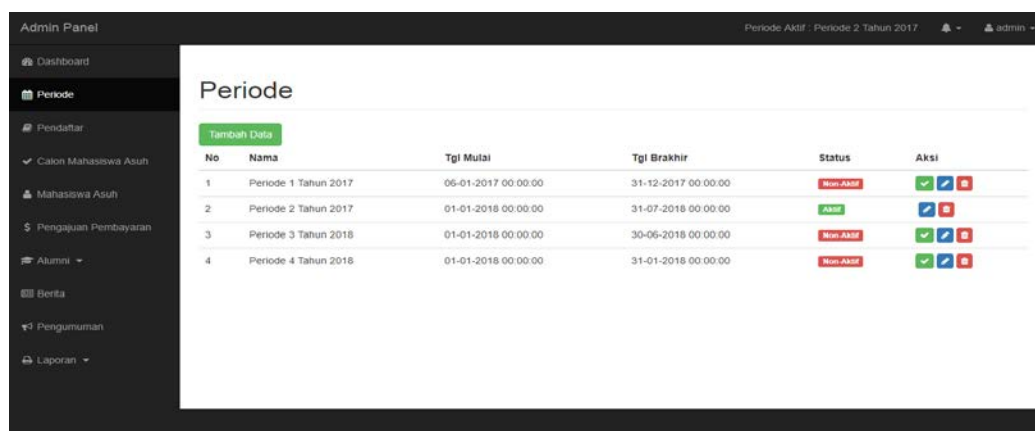 Admin Panel
Periode Aktif : Periode 2 Tahun 2017
admin
Dashboard
Periode
Pendaftar
Calon Mahasiswa Asuh
Mahasiswa Asuh
Pengajuan Pembayaran
Alumni
Berita
Pengumuman
Laporan
Periode
Tambah Data
No Nama Tgl Mulai Tgl Brakhir Status Aksi
1 Periode 1 Tahun 2017 06-01-2017 00:00:00 31-12-2017 00:00:00 Non-Aktif
2 Periode 2 Tahun 2017 01-01-2018 00:00:00 31-07-2018 00:00:00 Aktif
3 Periode 3 Tahun 2018 01-01-2018 00:00:00 30-06-2018 00:00:00 Non-Aktif
4 Periode 4 Tahun 2018 01-01-2018 00:00:00 31-01-2018 00:00:00 Non-Aktif